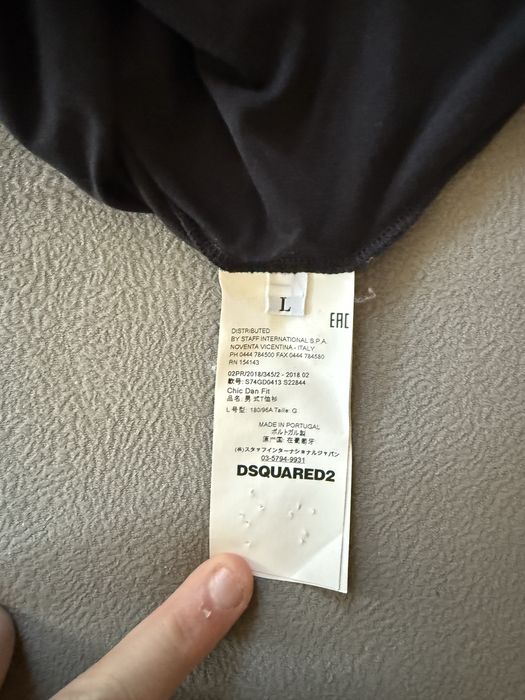 L
EAC
DISTRIBUTED
BY STAFF INTERNATIONAL S.P.A.
NOVENTA VICENTINA - ITALY
PH 0444 784500 FAX 0444 784580
RN 154143
02PR/2018/345/2 - 2018 02
款号: S74GD0413 S22844
Chic Dan Fit
品名: 男式T恤衫
L 号型: 180/96A Taille: G
MADE IN PORTUGAL
ポルトガル製
原产国: 在葡萄牙
(株)スタッフインターナショナルジャパン
03-5794-9931
DSQUARED2